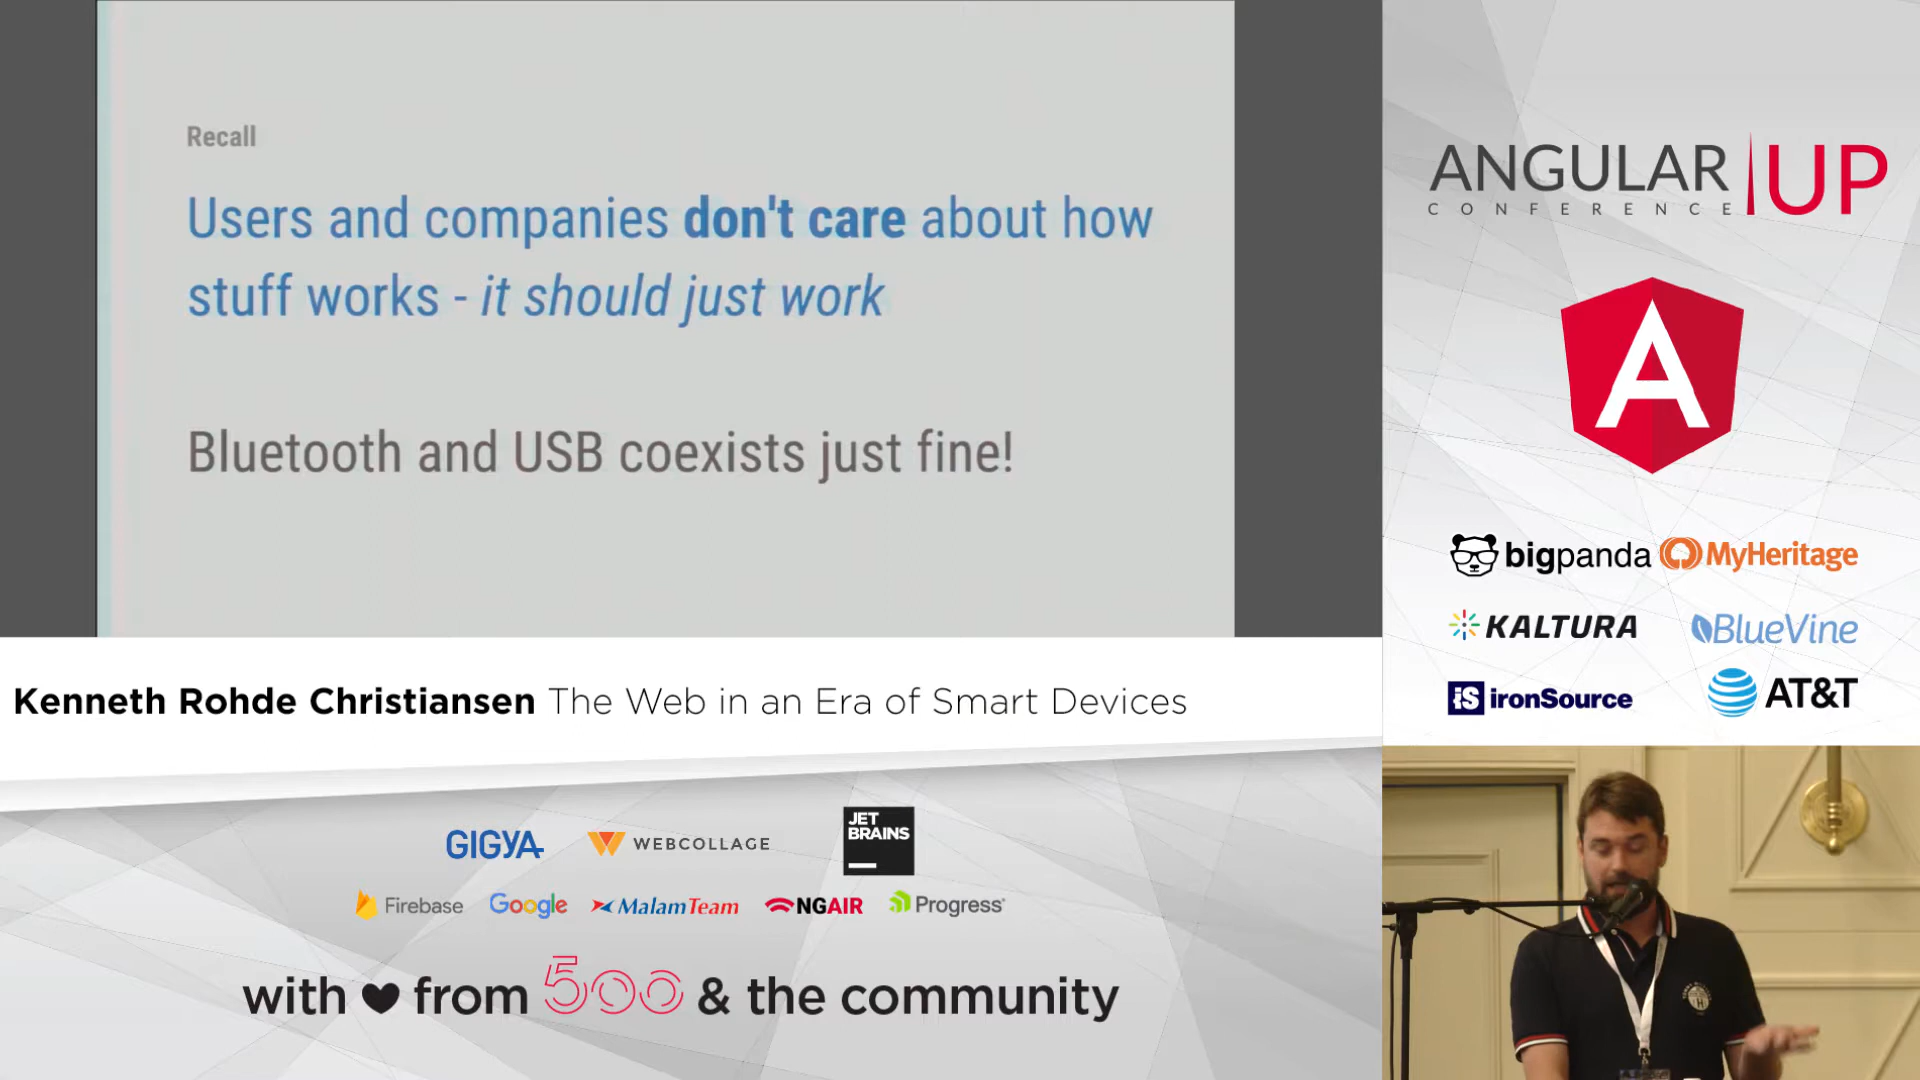 Recall
Users and companies don't care about how
stuff works - it should just work
Bluetooth and USB coexists just fine!
Kenneth Rohde Christiansen The Web in an Era of Smart Devices
GIGYA
WEBCOLLAGE
JET
BRAINS
Firebase
Google
MalamTeam
NGAIR
Progress
with from 500 & the community
ANGULAR UP
CONFERENCE
bigpanda
MyHeritage
KALTURA
BlueVine
iS ironSource
AT&T